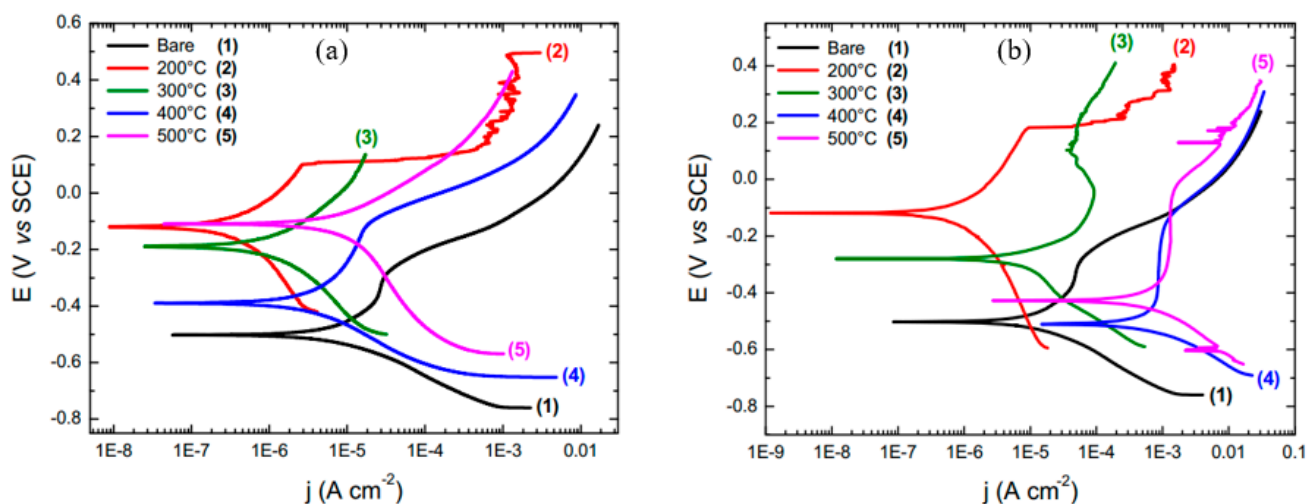 (a)
Bare (1)
200°C (2)
300°C (3)
400°C (4)
500°C (5)
(2)
(3)
(5)
(4)
(1)
0.6
0.4
0.2
0.0
-0.2
-0.4
-0.6
-0.8
E (V vs SCE)
1E-8 1E-7 1E-6 1E-5 1E-4 1E-3 0.01
j (A cm⁻²)
(b)
Bare (1)
200°C (2)
300°C (3)
400°C (4)
500°C (5)
(3)
(2)
(5)
(4)
(1)
0.4
0.2
0.0
-0.2
-0.4
-0.6
-0.8
E (V vs SCE)
1E-9 1E-8 1E-7 1E-6 1E-5 1E-4 1E-3 0.01 0.1
j (A cm⁻²)